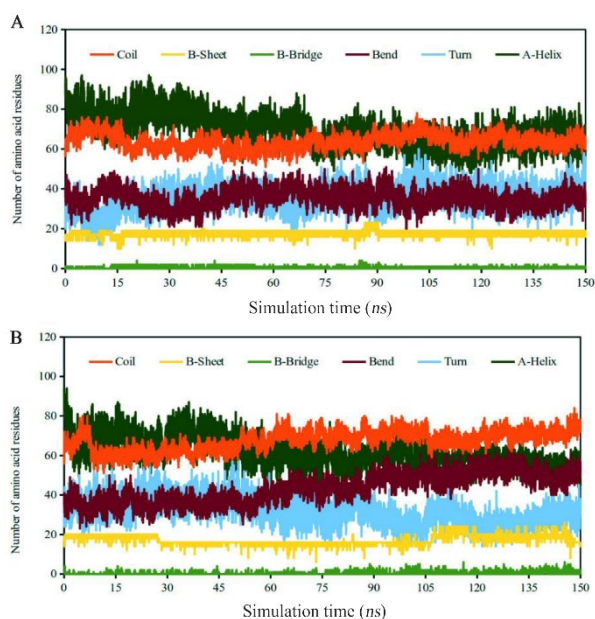 A
120
Coil B-Sheet B-Bridge Bend Turn A-Helix
100
80
60
40
20
0
Number of amino acid residues
0 15 30 45 60 75 90 105 120 135 150
Simulation time (ns)
B
120
Coil B-Sheet B-Bridge Bend Turn A-Helix
100
80
60
40
20
0
Number of amino acid residues
0 15 30 45 60 75 90 105 120 135 150
Simulation time (ns)